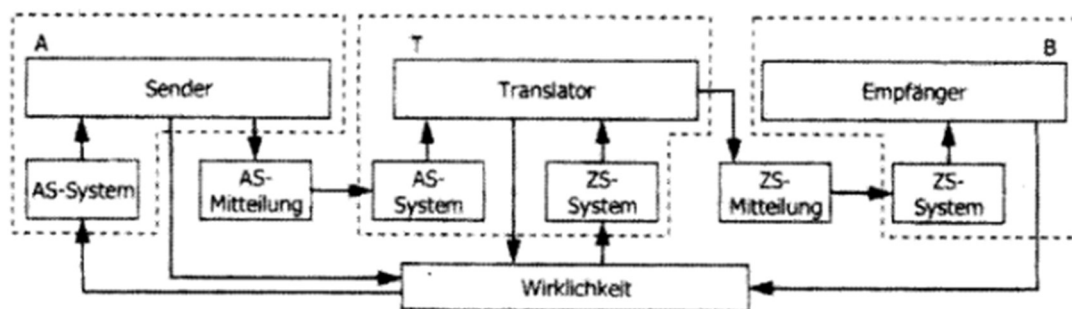 A
T
B
Sender
Translator
Empfänger
AS-System
AS-
Mitteilung
AS-
System
ZS-
System
ZS-
Mitteilung
ZS-
System
Wirklichkeit